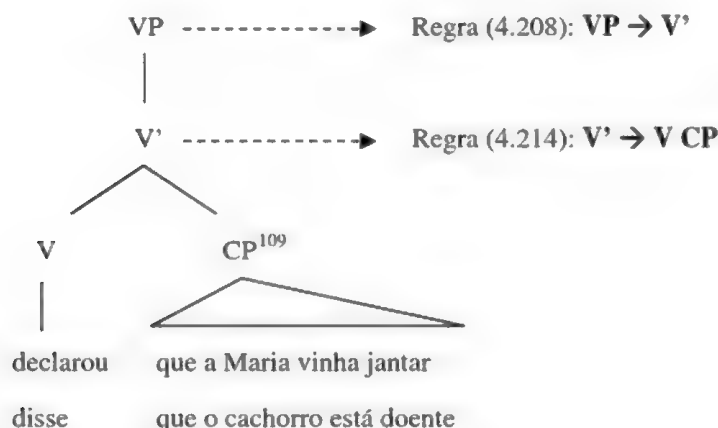 VP Regra (4.208): VP → V’
V’ Regra (4.214): V’ → V CP
V CP109
declarou que a Maria vinha jantar
disse que o cachorro está doente